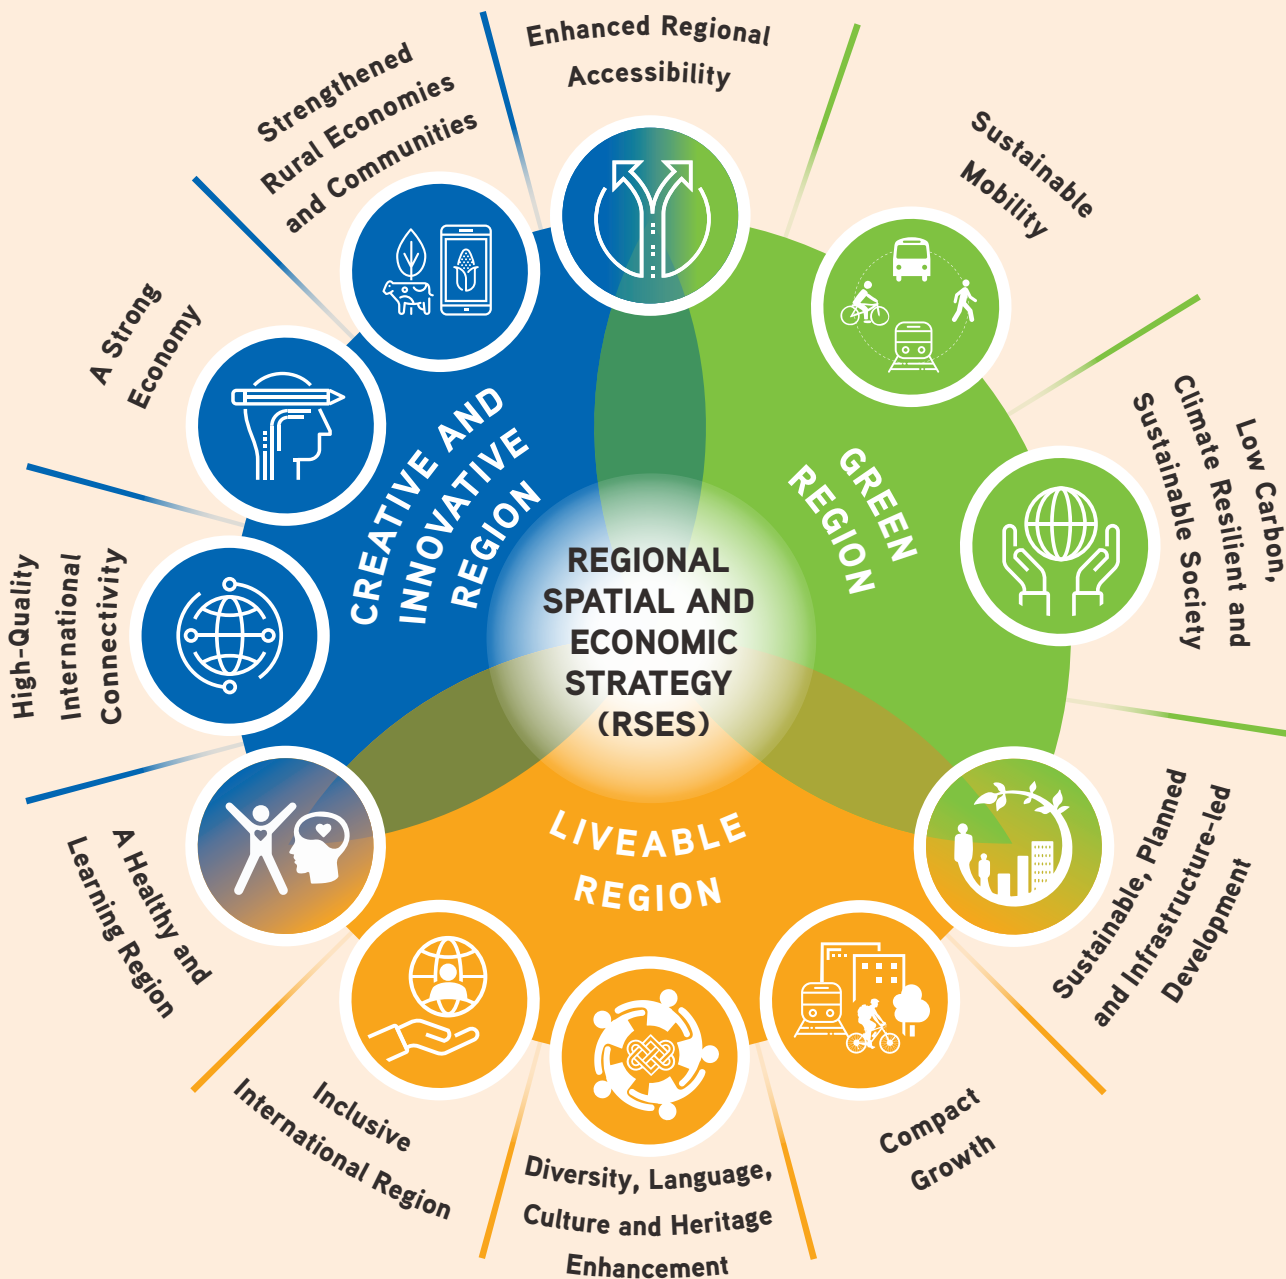 Enhanced Regional
Accessibility
Sustainable
Mobility
Low Carbon,
Climate Resilient and
Sustainable Society
Sustainable, Planned
and Infrastructure-led
Development
Compact
Growth
Diversity, Language,
Culture and Heritage
Enhancement
Inclusive
International Region
A Healthy and
Learning Region
High-Quality
International
Connectivity
A Strong
Economy
Strengthened
Rural Economies
and Communities
CREATIVE AND
INNOVATIVE
REGION
GREEN
REGION
LIVEABLE
REGION
REGIONAL
SPATIAL AND
ECONOMIC
STRATEGY
(RSES)